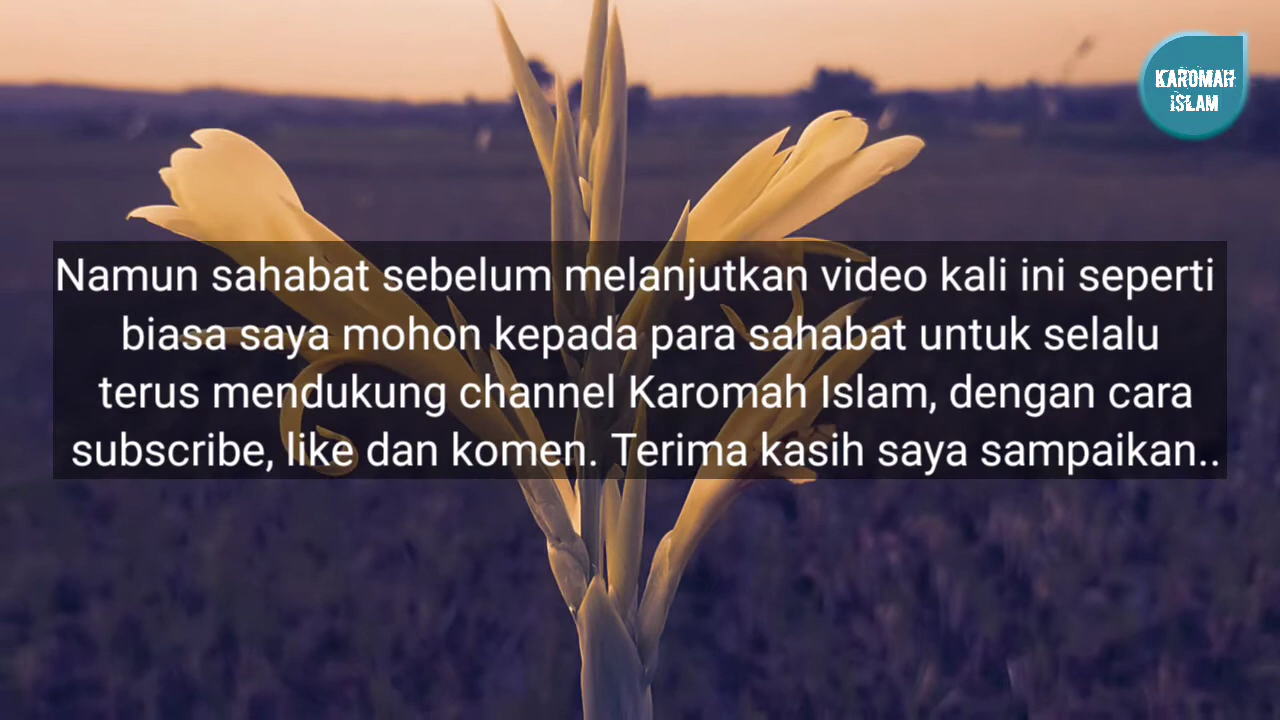 KAROMAH
ISLAM
Namun sahabat sebelum melanjutkan video kali ini seperti
biasa saya mohon kepada para sahabat untuk selalu
terus mendukung channel Karomah Islam, dengan cara
subscribe, like dan komen. Terima kasih saya sampaikan..